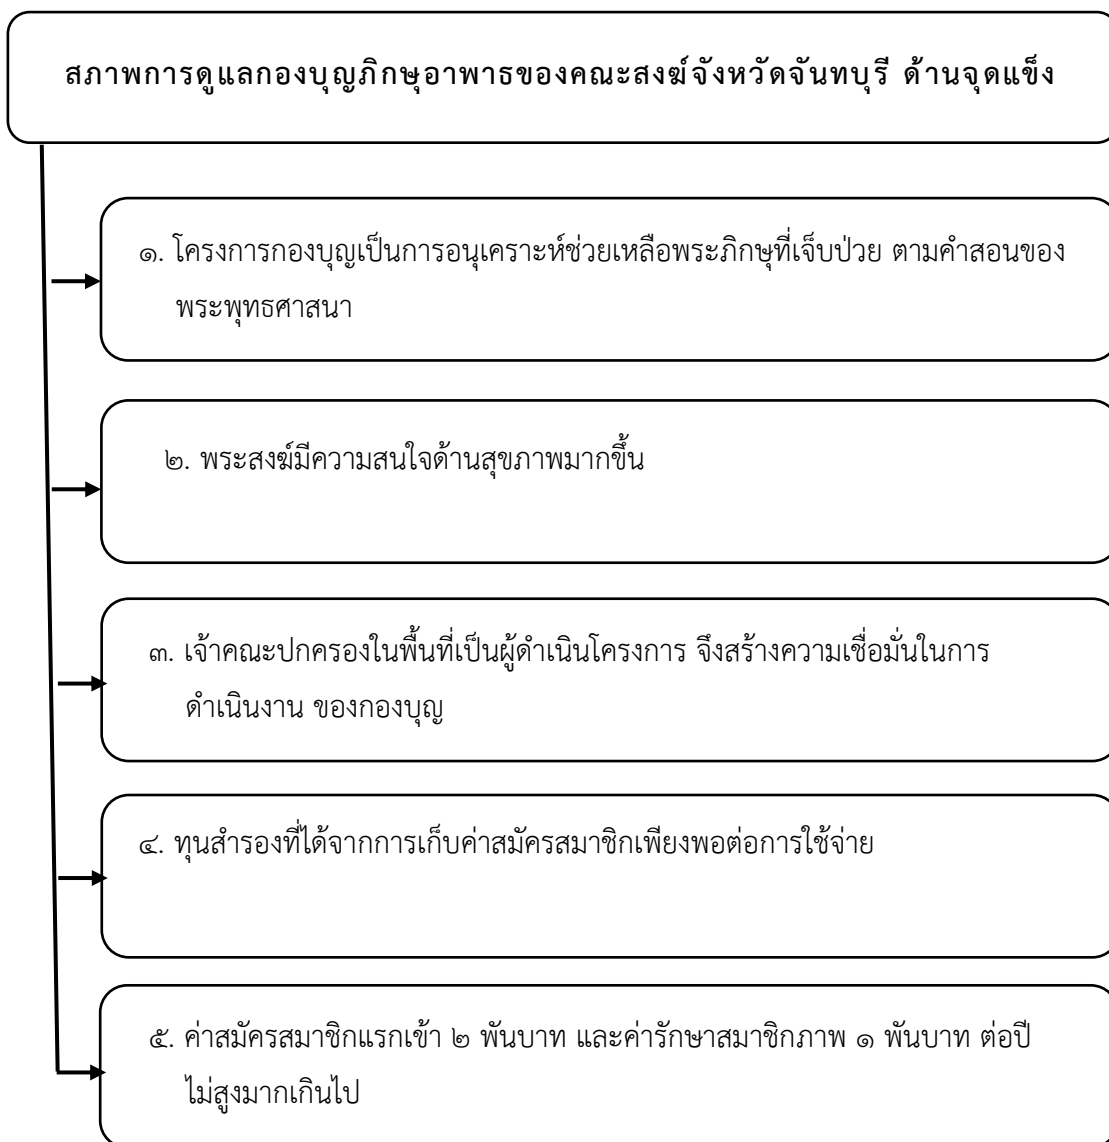 สภาพการดูแลกองบุญภิกษุอาพาธของคณะสงฆ์จังหวัดจันทบุรี ด้านจุดแข็ง
๑. โครงการกองบุญเป็นการอนุเคราะห์ช่วยเหลือพระภิกษุที่เจ็บป่วย ตามคำสอนของ
พระพุทธศาสนา
๒. พระสงฆ์มีความสนใจด้านสุขภาพมากขึ้น
๓. เจ้าคณะปกครองในพื้นที่เป็นผู้ดำเนินโครงการ จึงสร้างความเชื่อมั่นในการ
ดำเนินงาน ของกองบุญ
๔. ทุนสำรองที่ได้จากการเก็บค่าสมัครสมาชิกเพียงพอต่อการใช้จ่าย
๕. ค่าสมัครสมาชิกแรกเข้า ๒ พันบาท และค่ารักษาสมาชิกภาพ ๑ พันบาท ต่อปี
ไม่สูงมากเกินไป